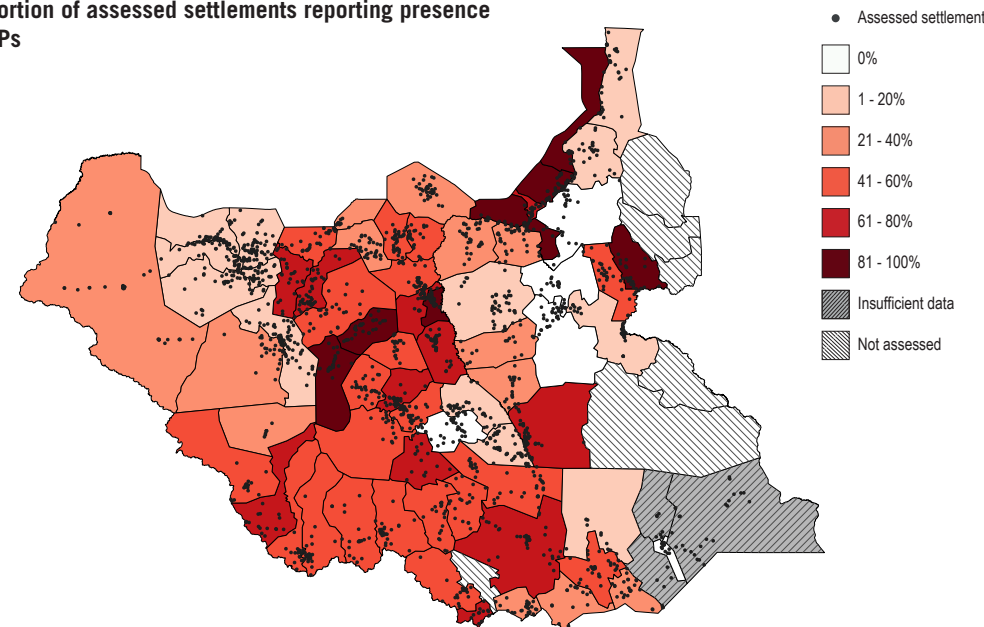 ortion of assessed settlements reporting presence
Ps
Assessed settlement
0%
1 - 20%
21 - 40%
41 - 60%
61 - 80%
81 - 100%
Insufficient data
Not assessed